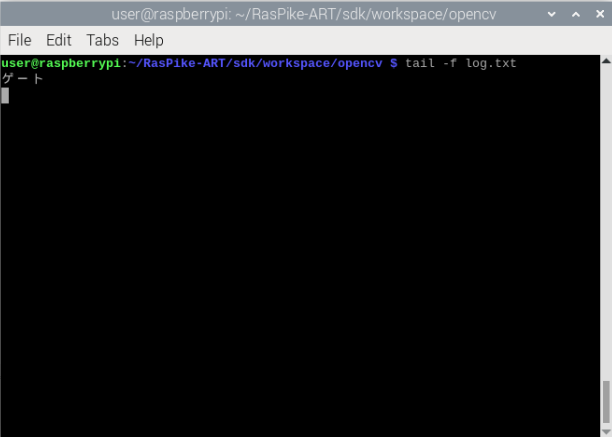 user@raspberrypi: ~/RasPike-ART/sdk/workspace/opencv
File Edit Tabs Help
user@raspberrypi:~/RasPike-ART/sdk/workspace/opencv $ tail -f log.txt
ゲート